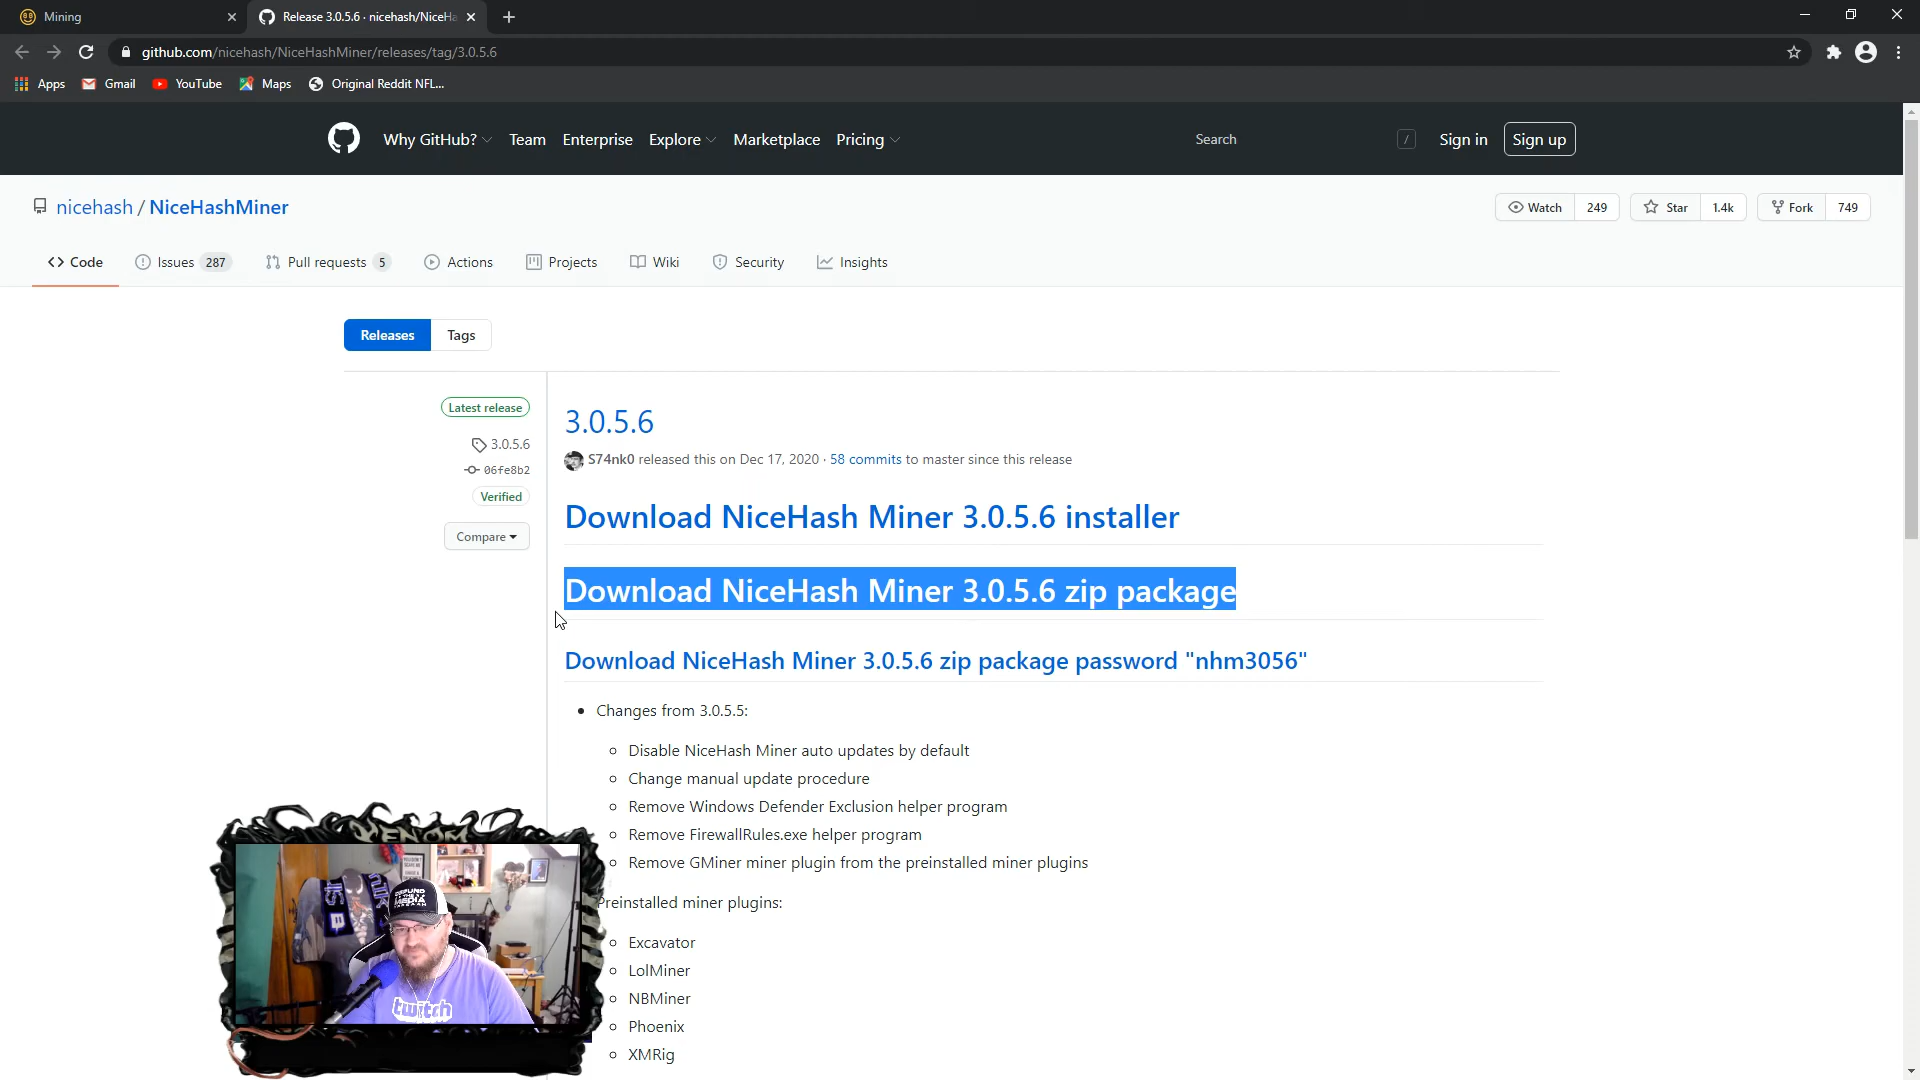 Mining
Release 3.0.5.6 · nicehash/NiceHa
github.com/nicehash/NiceHashMiner/releases/tag/3.0.5.6
Apps
Gmail
YouTube
Maps
Original Reddit NFL...
Why GitHub?
Team
Enterprise
Explore
Marketplace
Pricing
Search
/
Sign in
Sign up
nicehash / NiceHashMiner
Watch 249
Star 1.4k
Fork 749
Code
Issues 287
Pull requests 5
Actions
Projects
Wiki
Security
Insights
Releases
Tags
Latest release
3.0.5.6
06fe8b2
Verified
Compare
3.0.5.6
S74nk0 released this on Dec 17, 2020 · 58 commits to master since this release
Download NiceHash Miner 3.0.5.6 installer
Download NiceHash Miner 3.0.5.6 zip package
Download NiceHash Miner 3.0.5.6 zip package password "nhm3056"
Changes from 3.0.5.5:
Disable NiceHash Miner auto updates by default
Change manual update procedure
Remove Windows Defender Exclusion helper program
Remove FirewallRules.exe helper program
Remove GMiner miner plugin from the preinstalled miner plugins
Preinstalled miner plugins:
Excavator
LolMiner
NBMiner
Phoenix
XMRig
VENOM
DEFUND
THE
MEDIA
twitch